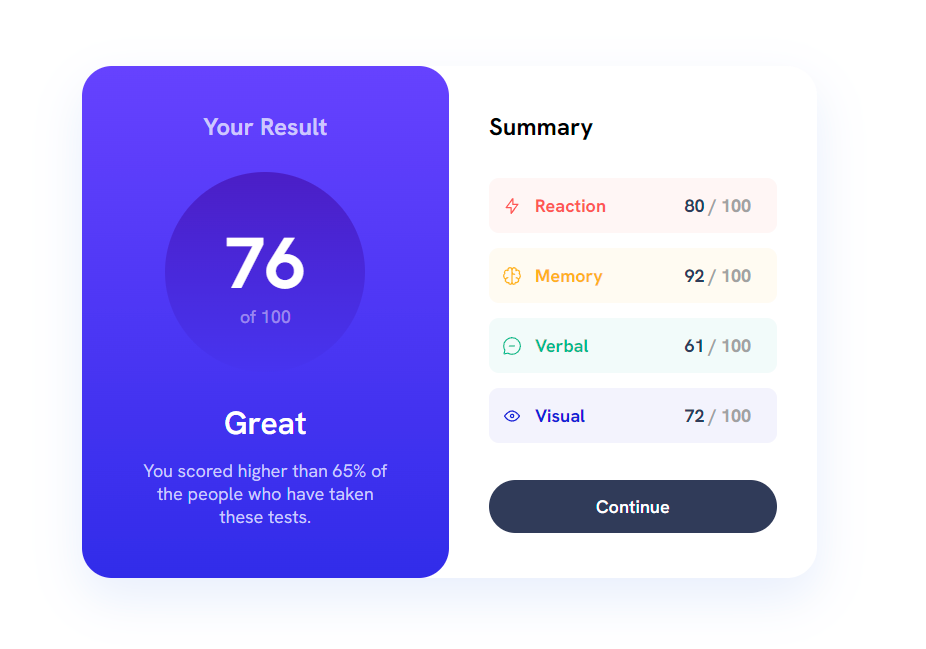 Your Result
76
of 100
Great
You scored higher than 65% of
the people who have taken
these tests.
Summary
Reaction 80 / 100
Memory 92 / 100
Verbal 61 / 100
Visual 72 / 100
Continue